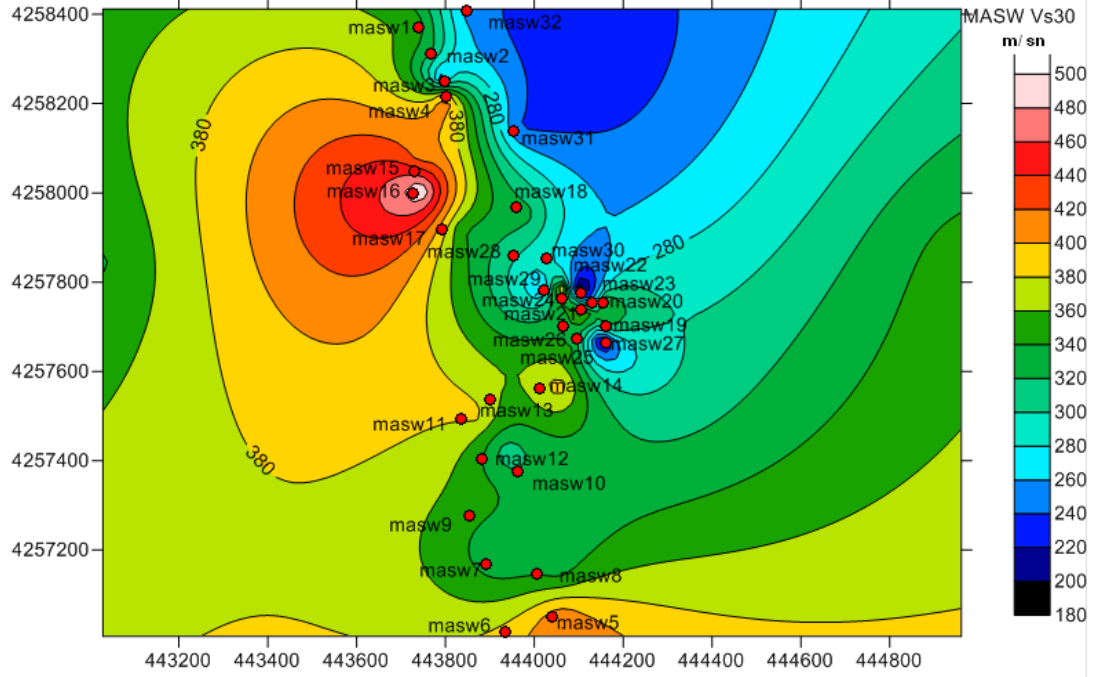 MASW Vs30
m/sn
4258400
4258200
4258000
4257800
4257600
4257400
4257200
443200
443400
443600
443800
444000
444200
444400
444600
444800
500
480
460
440
420
400
380
360
340
320
300
280
260
240
220
200
180
masw1
masw32
masw2
masw3
masw4
380
280
380
masw31
masw15
masw16
masw18
masw17
masw28
masw30
280
masw22
masw29
masw23
masw24
masw20
masw21
masw19
masw26
masw27
masw25
masw14
masw13
masw11
380
masw12
masw10
masw9
masw7
masw8
masw6
masw5